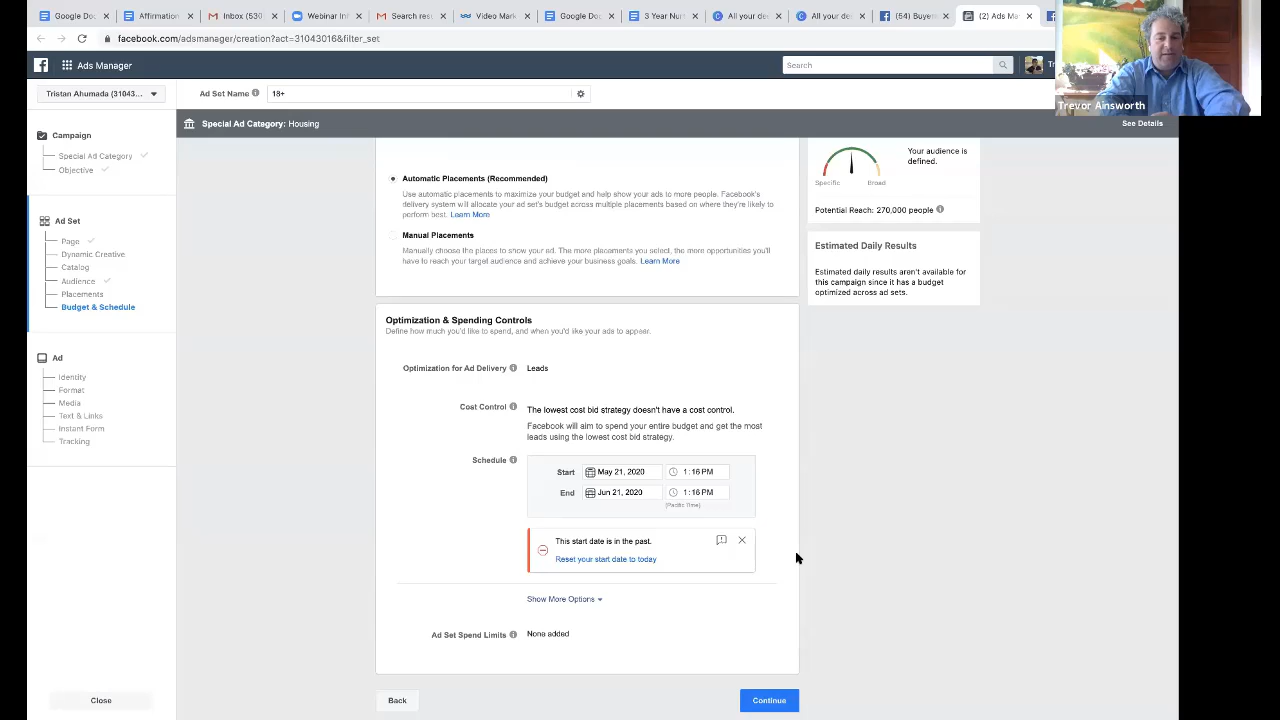 Google Doc
Affirmation
Inbox (530
Webinar Inf
Search resu
Video Mark
Google Doc
3 Year Nur
All your des
All your des
(54) Buyers
(2) Ads Ma
facebook.com/adsmanager/creation?act=31043016&filter_set
Ads Manager
Search
Trevor Ainsworth
Tristan Ahumada (31043...
Ad Set Name
18+
Special Ad Category: Housing
See Details
Campaign
Special Ad Category
Objective
Ad Set
Page
Dynamic Creative
Catalog
Audience
Placements
Budget & Schedule
Ad
Identity
Format
Media
Text & Links
Instant Form
Tracking
Close
Automatic Placements (Recommended)
Use automatic placements to maximize your budget and help show your ads to more people. Facebook's
delivery system will allocate your ad set's budget across multiple placements based on where they're likely to
perform best. Learn More
Manual Placements
Manually choose the places to show your ad. The more placements you select, the more opportunities you'll
have to reach your target audience and achieve your business goals. Learn More
Optimization & Spending Controls
Define how much you'd like to spend, and when you'd like your ads to appear.
Optimization for Ad Delivery
Leads
Cost Control
The lowest cost bid strategy doesn't have a cost control.
Facebook will aim to spend your entire budget and get the most
leads using the lowest cost bid strategy.
Schedule
Start
May 21, 2020
1:16 PM
End
Jun 21, 2020
1:16 PM
(Pacific Time)
This start date is in the past.
Reset your start date to today
Show More Options
Ad Set Spend Limits
None added
Back
Continue
Your audience is
defined.
Specific
Broad
Potential Reach: 270,000 people
Estimated Daily Results
Estimated daily results aren't available for
this campaign since it has a budget
optimized across ad sets.